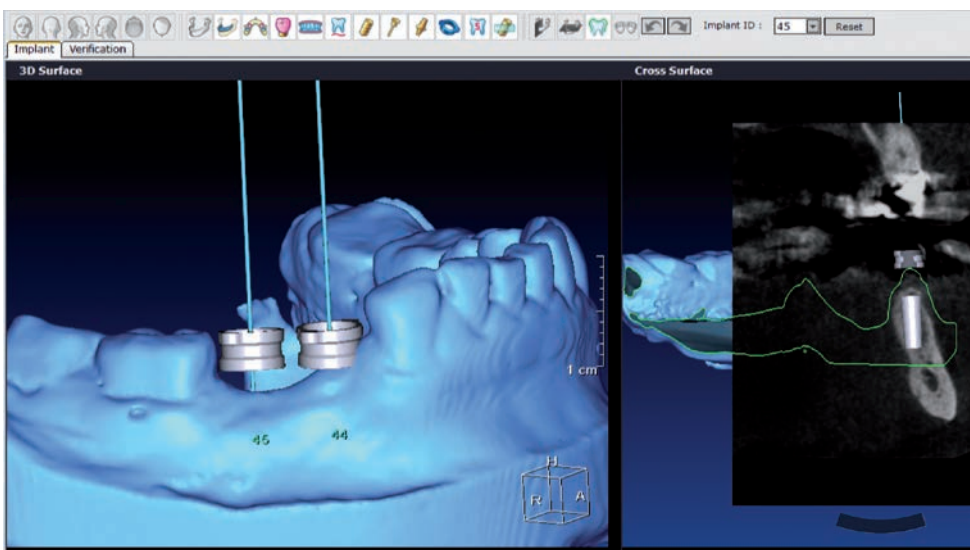 Implant ID : 45 Reset
Implant Verification
3D Surface
Cross Surface
1 cm
45 44
H
R A